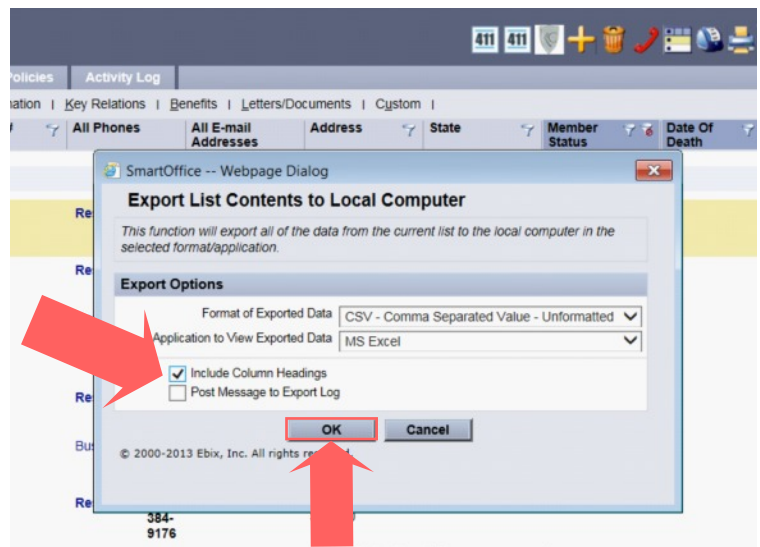 411 411
Policies Activity Log
Key Relations | Benefits | Letters/Documents | Custom |
All Phones All E-mail Addresses Address State Member Status Date Of Death
SmartOffice -- Webpage Dialog
Export List Contents to Local Computer
This function will export all of the data from the current list to the local computer in the
selected format/application.
Export Options
Format of Exported Data CSV - Comma Separated Value - Unformatted
Application to View Exported Data MS Excel
Include Column Headings
Post Message to Export Log
OK Cancel
© 2000-2013 Ebix, Inc. All rights
384-
9176